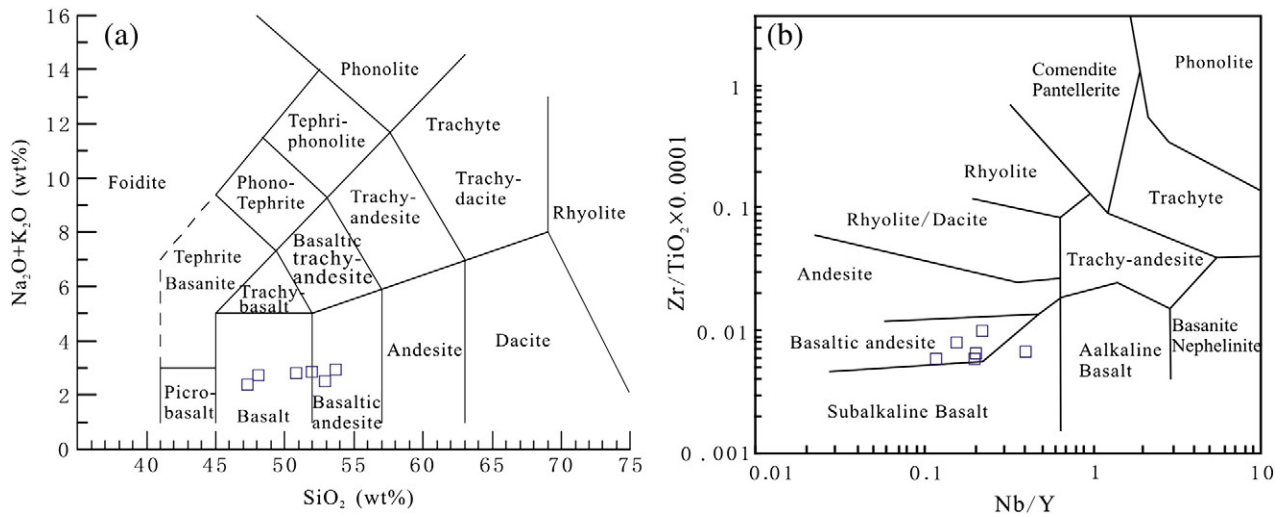 (a)
Na₂O+K₂O (wt%)
16
14
12
10
8
6
4
2
0
Phonolite
Tephri-
phonolite
Trachyte
Foidite
Phono-
Tephrite
Trachy-
andesite
Trachy-
dacite
Rhyolite
Tephrite
Basanite
Basaltic
trachy-
andesite
Trachy-
basalt
Andesite
Dacite
Picro-
basalt
Basalt
Basaltic
andesite
40 45 50 55 60 65 70 75
SiO₂ (wt%)
(b)
Zr/TiO₂×0.0001
1
0.1
0.01
0.001
Comendite
Pantellerite
Phonolite
Rhyolite
Trachyte
Rhyolite/Dacite
Andesite
Trachy-andesite
Basaltic andesite
Aalkaline
Basalt
Basanite
Nephelinite
Subalkaline Basalt
0.01 0.1 1 10
Nb/Y